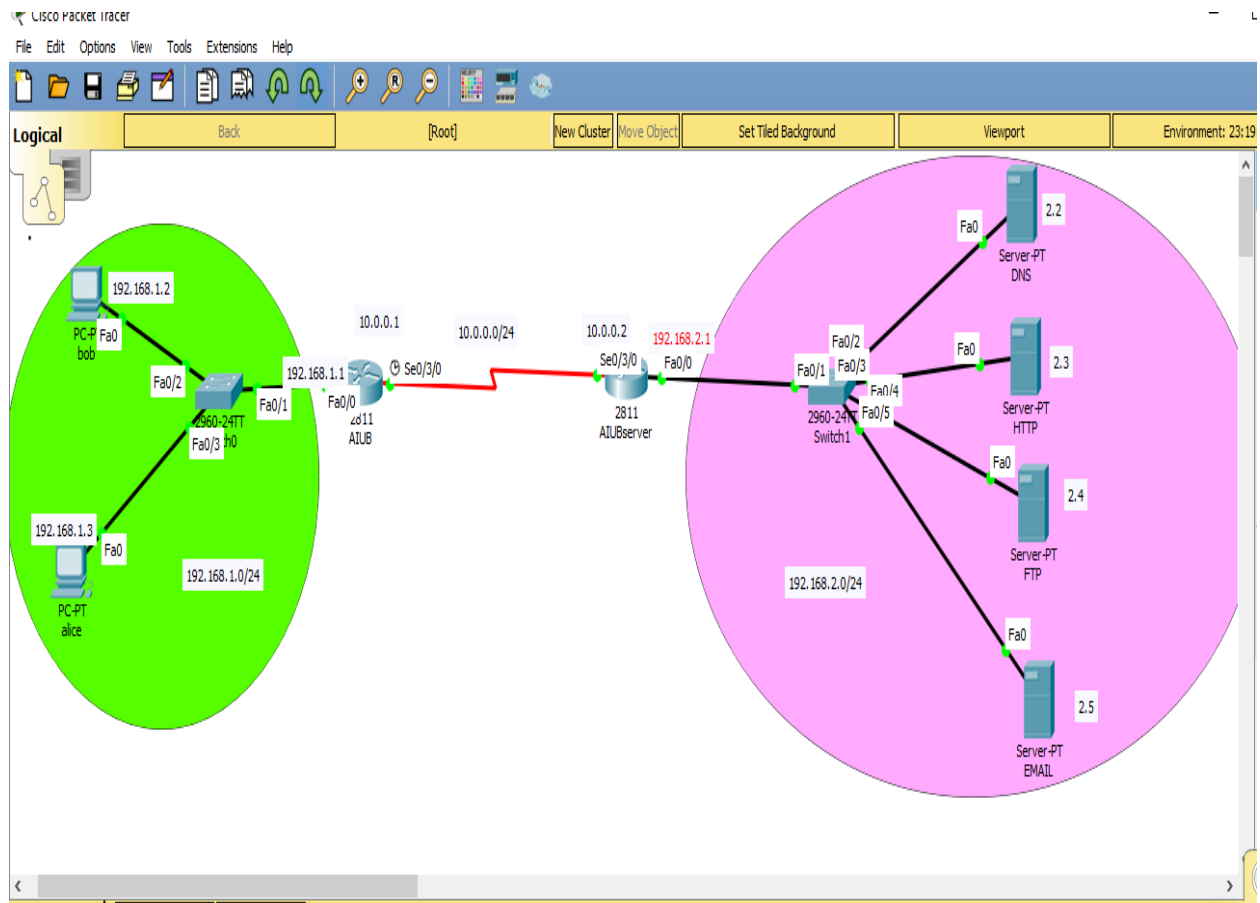 Cisco Packet Tracer
File Edit Options View Tools Extensions Help
Logical
Back
[Root]
New Cluster
Move Object
Set Tiled Background
Viewport
Environment: 23:19
192.168.1.2
PC-P
bob
Fa0
Fa0/2
2960-24TT
h0
Fa0/3
Fa0/1
192.168.1.3
Fa0
PC-PT
alice
192.168.1.0/24
192.168.1.1
Fa0/0
10.0.0.1
Se0/3/0
2811
AIUB
10.0.0.0/24
10.0.0.2
Se0/3/0
192.168.2.1
Fa0/0
2811
AIUBserver
Fa0/1
Fa0/2
Fa0/3
Fa0/4
Fa0/5
2960-24TT
Switch1
192.168.2.0/24
Fa0
2.2
Server-PT
DNS
Fa0
2.3
Server-PT
HTTP
Fa0
2.4
Server-PT
FTP
Fa0
2.5
Server-PT
EMAIL